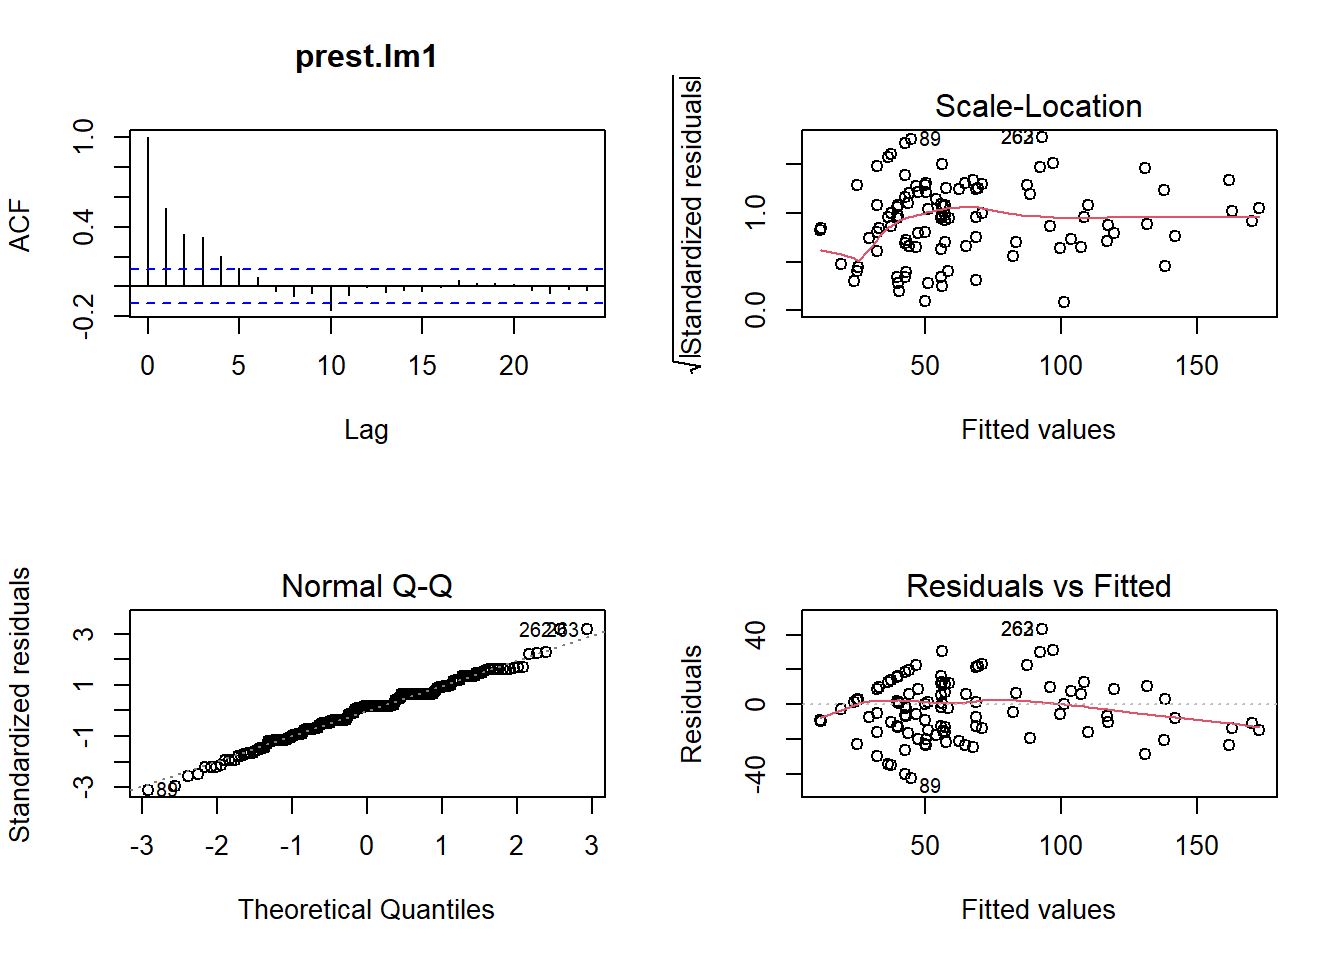 prest.lm1
ACF
1.0
0.4
-0.2
0 5 10 15 20
Lag
Scale-Location
√|Standardized residuals|
1.0
0.0
89
50 100 150
Fitted values
Normal Q-Q
Standardized residuals
3
1
-1
-3
89
-3 -2 -1 0 1 2 3
Theoretical Quantiles
Residuals vs Fitted
Residuals
40
0
-40
89
50 100 150
Fitted values